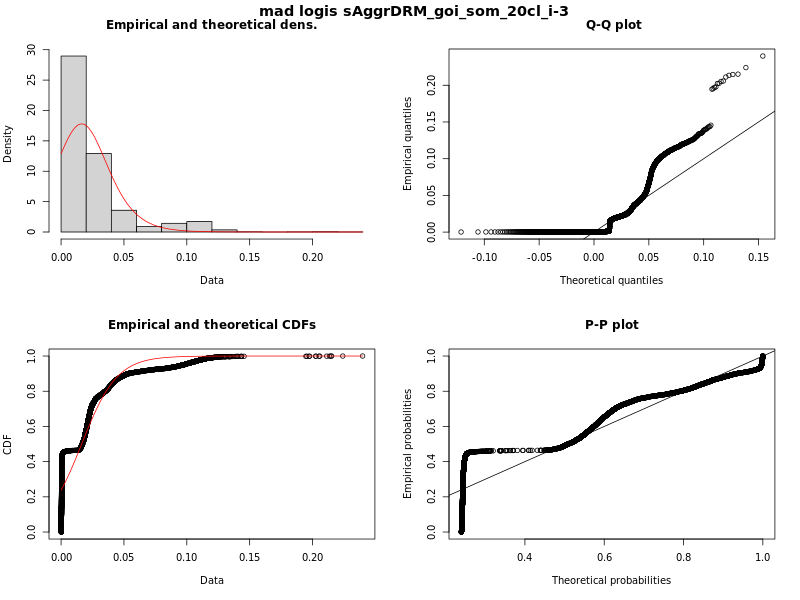 mad logis sAggrDRM_goi_som_20cl_i-3
Empirical and theoretical dens.
Density
0 5 10 15 20 25 30
0.00 0.05 0.10 0.15 0.20
Data
Q-Q plot
Empirical quantiles
0.00 0.05 0.10 0.15 0.20
-0.10 -0.05 0.00 0.05 0.10 0.15
Theoretical quantiles
Empirical and theoretical CDFs
CDF
0.0 0.2 0.4 0.6 0.8 1.0
0.00 0.05 0.10 0.15 0.20
Data
P-P plot
Empirical probabilities
0.0 0.2 0.4 0.6 0.8 1.0
0.4 0.6 0.8 1.0
Theoretical probabilities